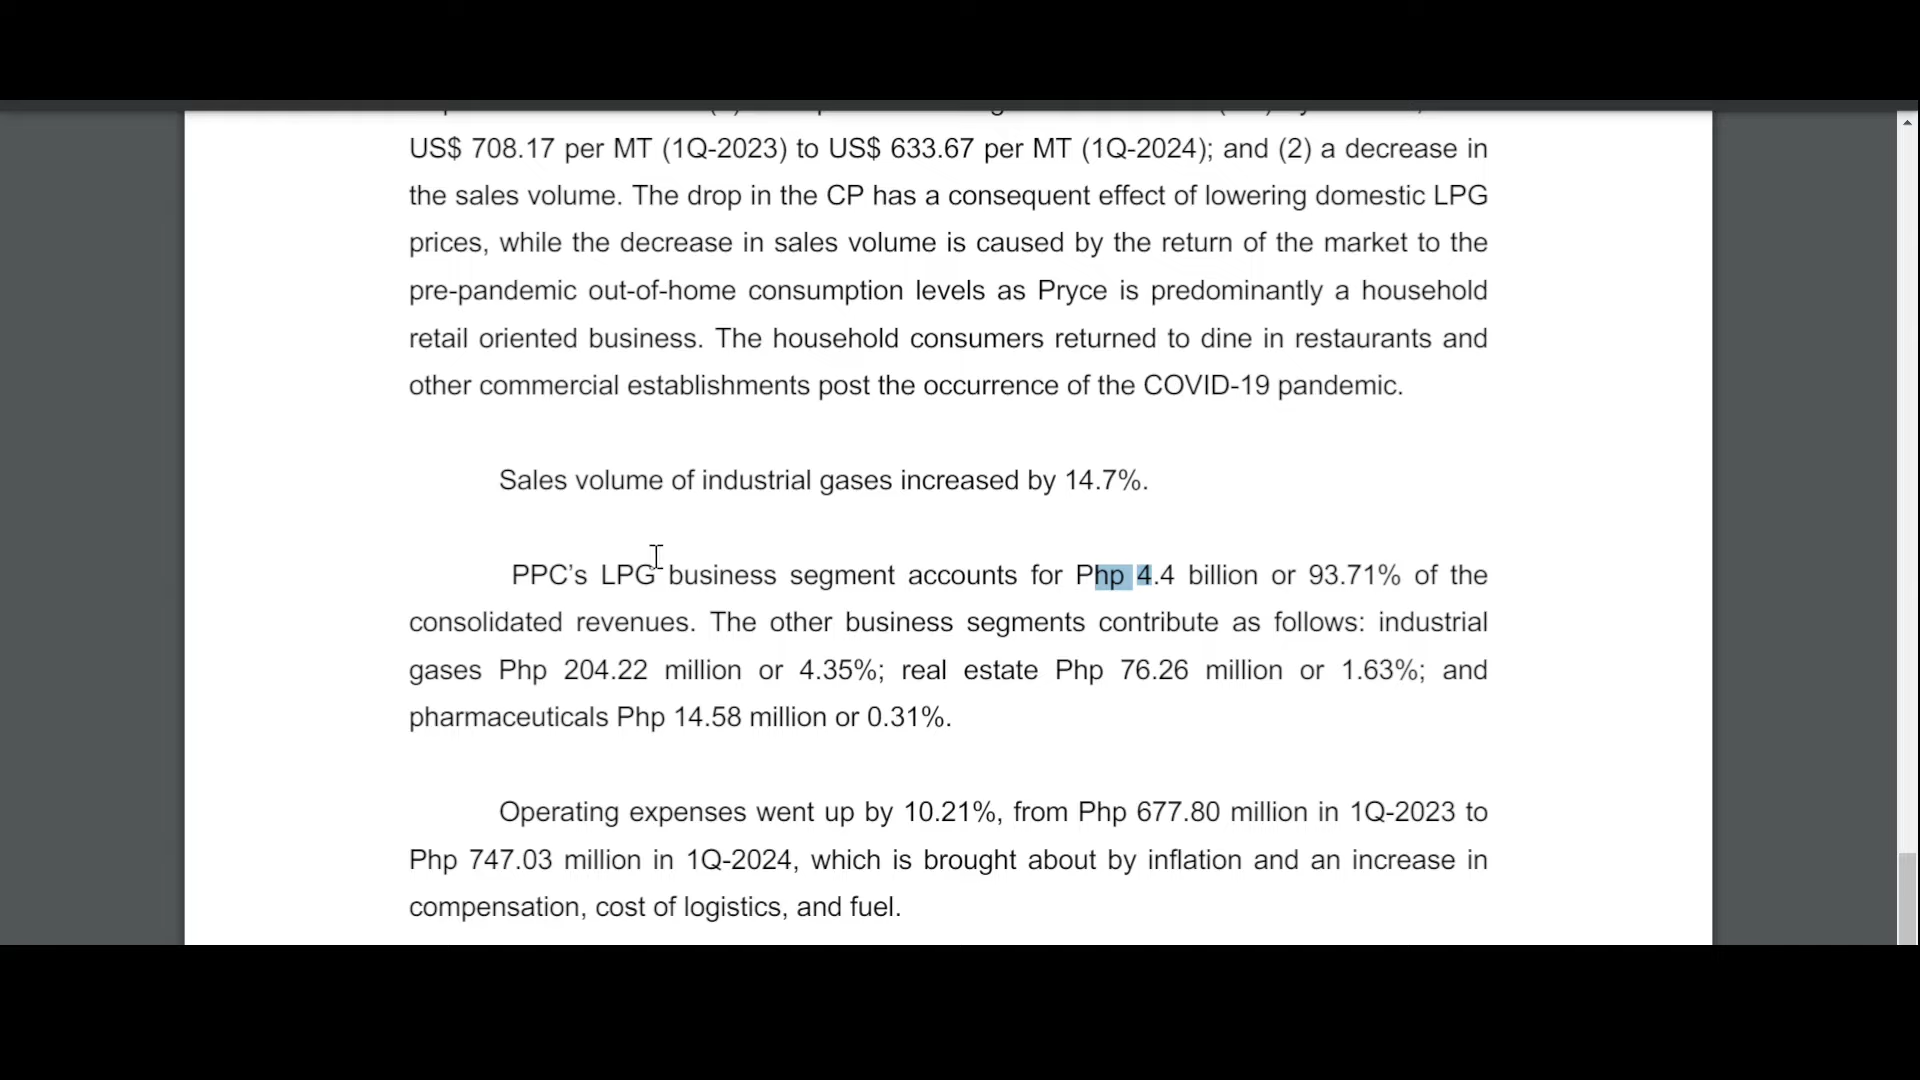 US$ 708.17 per MT (1Q-2023) to US$ 633.67 per MT (1Q-2024); and (2) a decrease in
the sales volume. The drop in the CP has a consequent effect of lowering domestic LPG
prices, while the decrease in sales volume is caused by the return of the market to the
pre-pandemic out-of-home consumption levels as Pryce is predominantly a household
retail oriented business. The household consumers returned to dine in restaurants and
other commercial establishments post the occurrence of the COVID-19 pandemic.
Sales volume of industrial gases increased by 14.7%.
PPC’s LPG business segment accounts for Php 4.4 billion or 93.71% of the
consolidated revenues. The other business segments contribute as follows: industrial
gases Php 204.22 million or 4.35%; real estate Php 76.26 million or 1.63%; and
pharmaceuticals Php 14.58 million or 0.31%.
Operating expenses went up by 10.21%, from Php 677.80 million in 1Q-2023 to
Php 747.03 million in 1Q-2024, which is brought about by inflation and an increase in
compensation, cost of logistics, and fuel.